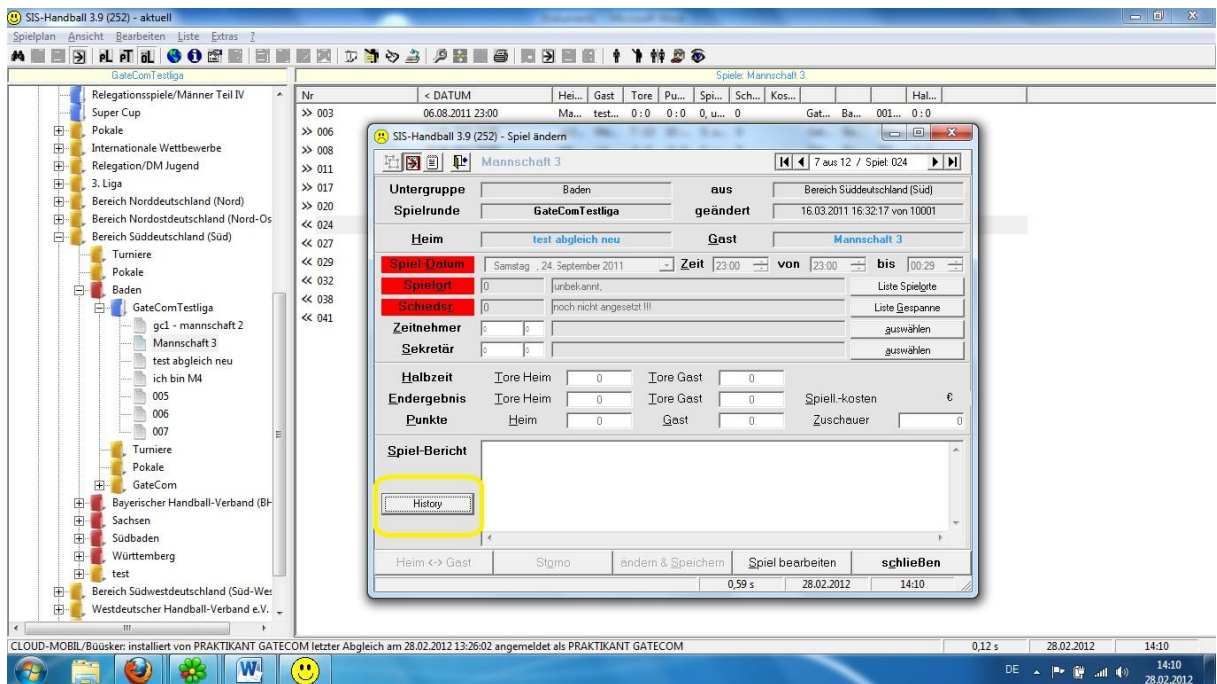 SIS-Handball 3.9 (252) - aktuell
Spielplan Ansicht Bearbeiten Liste Extras ?
GateComTestliga
Spiele: Mannschaft 3
Relegationsspiele/Männer Teil IV
Super Cup
Pokale
Internationale Wettbewerbe
Relegation/DM Jugend
3. Liga
Bereich Norddeutschland (Nord)
Bereich Nordostdeutschland (Nord-Os
Bereich Süddeutschland (Süd)
Turniere
Pokale
Baden
GateComTestliga
gc1 - mannschaft 2
Mannschaft 3
test abgleich neu
ich bin M4
005
006
007
Turniere
Pokale
GateCom
Bayerischer Handball-Verband (BH
Sachsen
Südbaden
Württemberg
test
Bereich Südwestdeutschland (Süd-Wes
Westdeutscher Handball-Verband e.V.
Nr < DATUM Hei... Gast Tore Pu... Spi... Sch... Kos... Hal...
>> 003 06.08.2011 23:00 Ma... test... 0 : 0 0 : 0 0, u... 0 Gat... Ba... 001... 0 : 0
>> 006
>> 008
>> 011
>> 017
>> 020
<< 024
<< 027
<< 029
<< 032
<< 038
<< 041
SIS-Handball 3.9 (252) - Spiel ändern
Mannschaft 3 7 aus 12 / Spiel: 024
Untergruppe Baden aus Bereich Süddeutschland (Süd)
Spielrunde GateComTestliga geändert 16.03.2011 16:32:17 von 10001
Heim test abgleich neu Gast Mannschaft 3
Spiel-Datum Samstag , 24. September 2011 Zeit 23:00 von 23:00 bis 00:29
Spielort 0 unbekannt, Liste Spielorte
Schiedsr. 0 noch nicht angesetzt !!! Liste Gespanne
Zeitnehmer 0 0 auswählen
Sekretär 0 0 auswählen
Halbzeit Tore Heim 0 Tore Gast 0
Endergebnis Tore Heim 0 Tore Gast 0 Spiell.-kosten €
Punkte Heim 0 Gast 0 Zuschauer 0
Spiel-Bericht
History
Heim <-> Gast Storno ändern & Speichern Spiel bearbeiten schließen
0,59 s 28.02.2012 14:10
CLOUD-MOBIL/Büüsker: installiert von PRAKTIKANT GATECOM letzter Abgleich am 28.02.2012 13:26:02 angemeldet als PRAKTIKANT GATECOM 0,12 s 28.02.2012 14:10
DE 14:10
28.02.2012